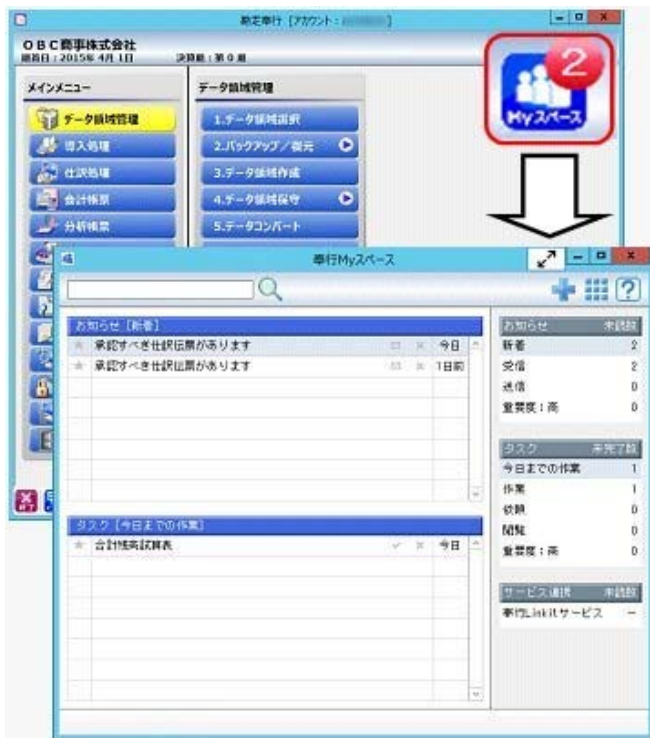 勘定奉行 [アカウント:
]
OBC商事株式会社
期首日:2015年 4月 1日
決算期:第 0 期
2
Myスペース
メインメニュー
データ領域管理
データ領域管理
導入処理
仕訳処理
会計帳票
分析帳票
1.データ領域選択
2.バックアップ/復元
3.データ領域作成
4.データ領域保守
5.データコンバート
奉行Myスペース
お知らせ [新着]
承認すべき仕訳伝票があります
今日
承認すべき仕訳伝票があります
1日前
タスク [今日までの作業]
合計残高試算表
今日
お知らせ 未読数
新着 2
受信 2
送信 0
重要度:高 0
タスク 未完了数
今日までの作業 1
作業 1
依頼 0
閲覧 0
重要度:高 0
サービス連携 未読数
奉行LinkitサービスX −
終了